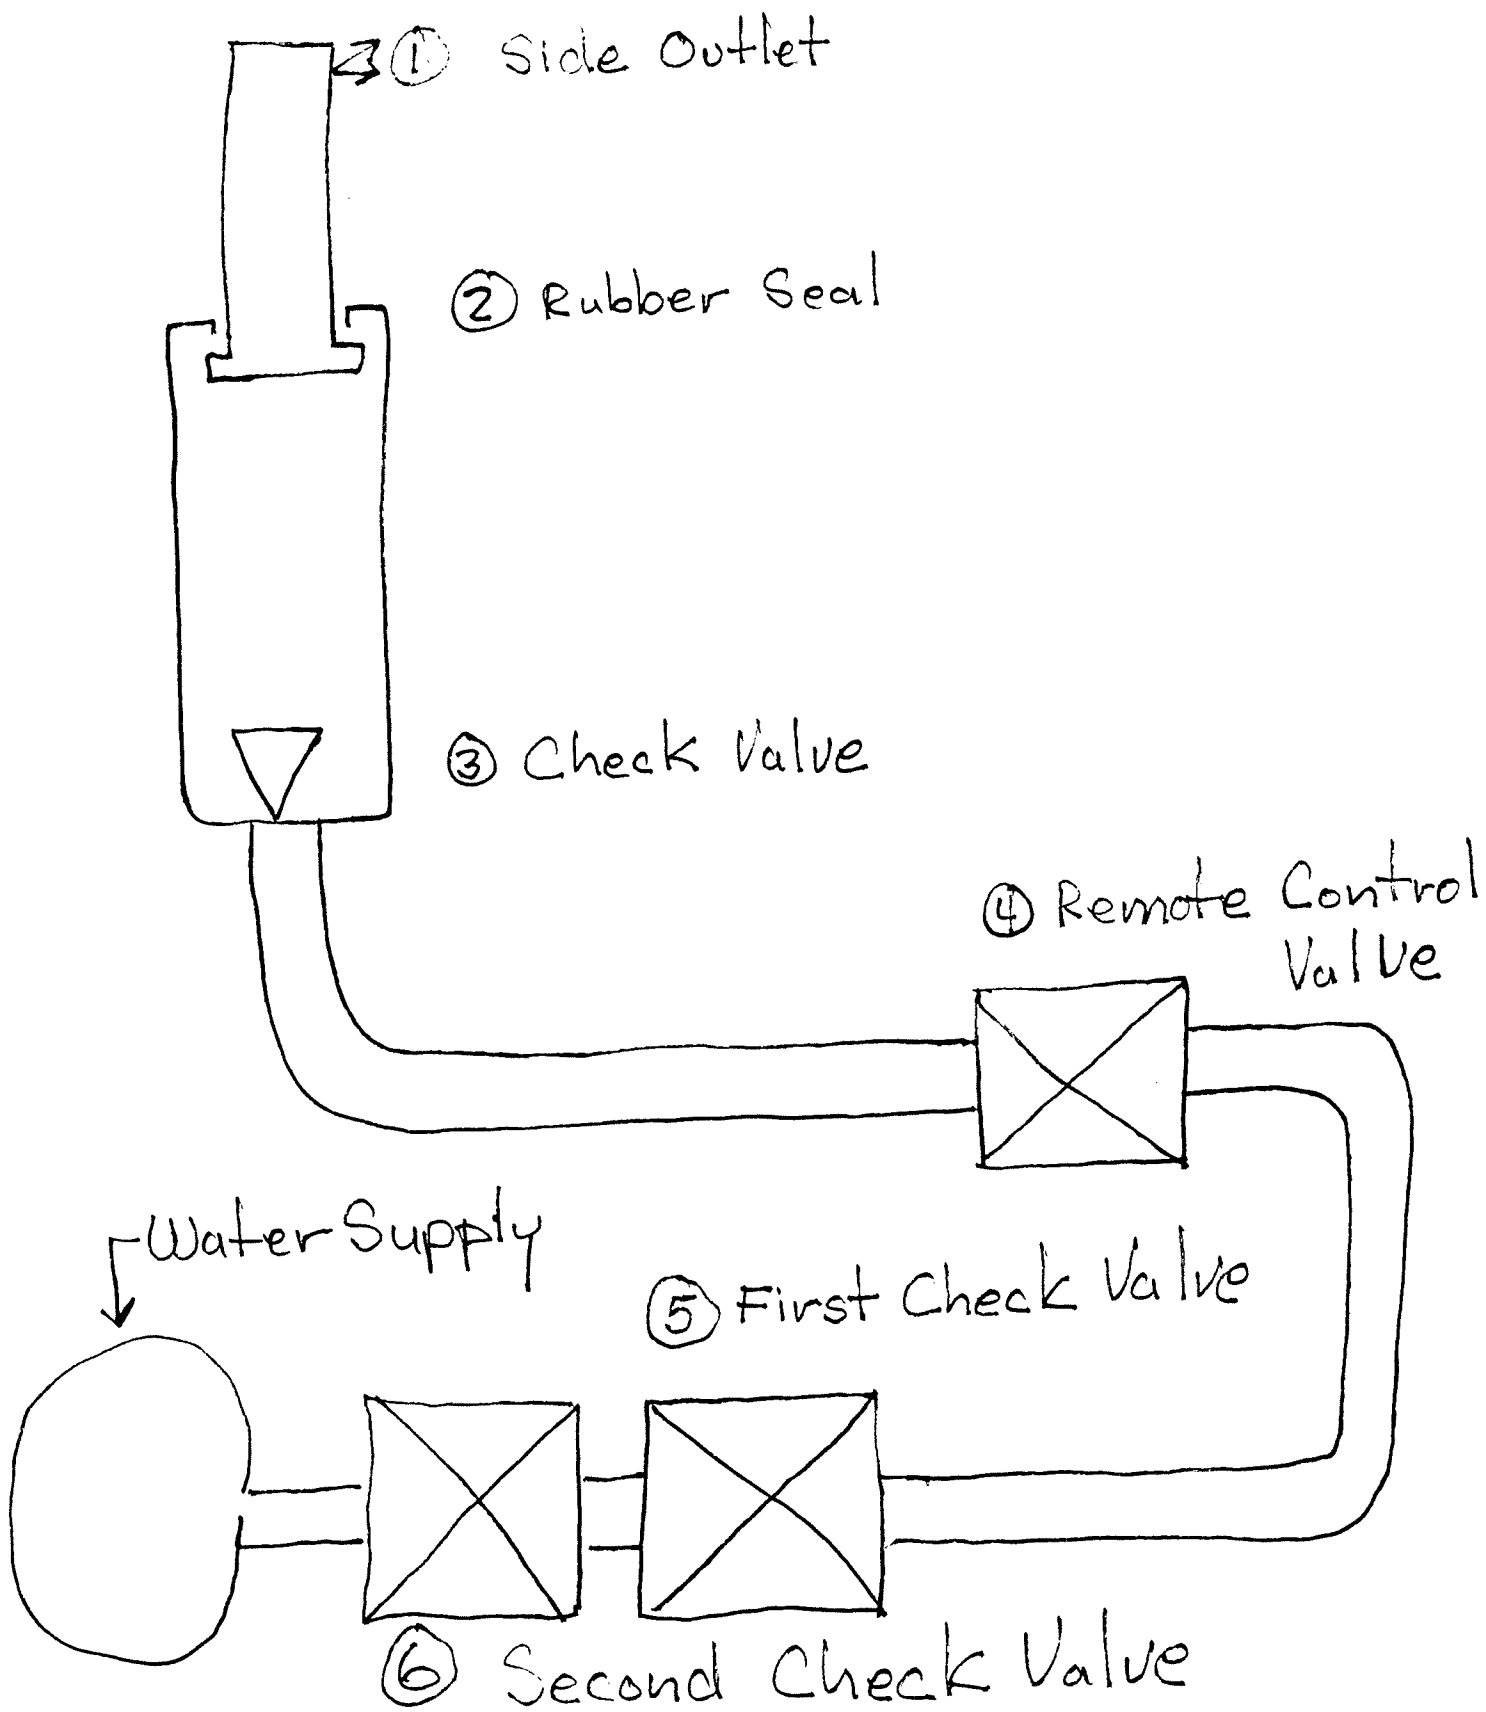 ① Side Outlet
② Rubber Seal
③ Check Valve
④ Remote Control
Valve
Water Supply
⑤ First Check Valve
⑥ Second Check Valve